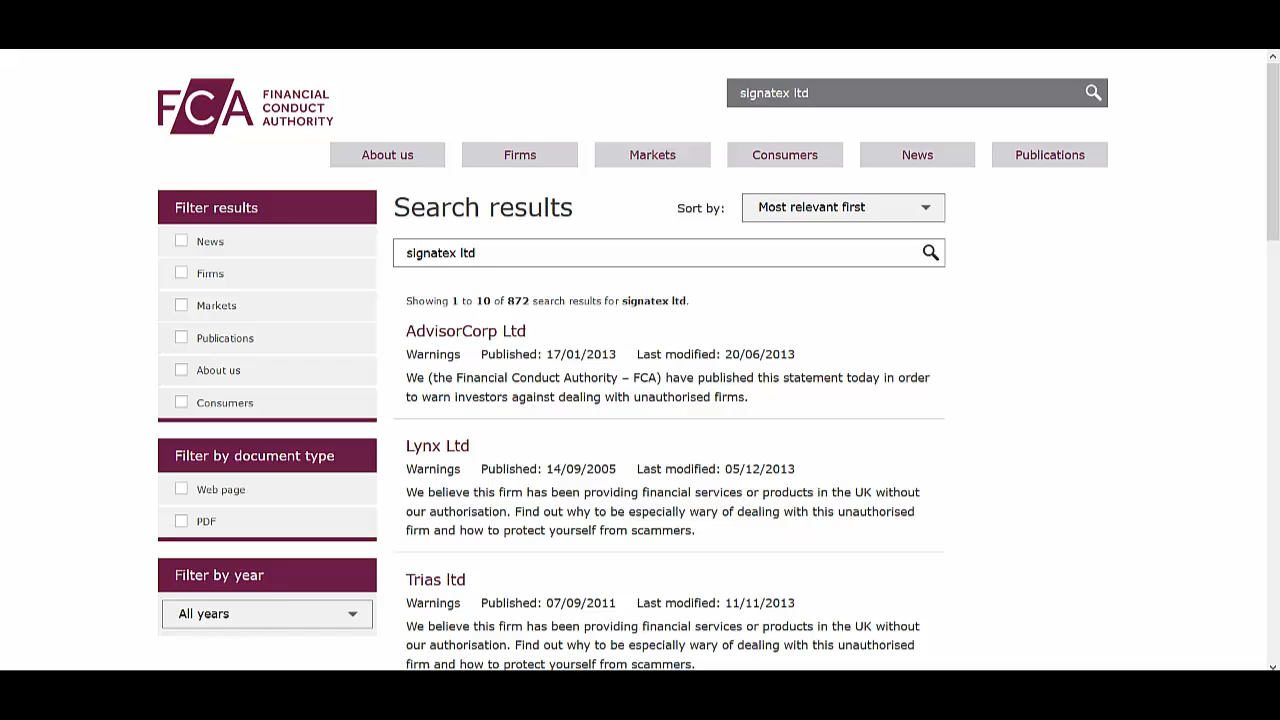 FCA FINANCIAL
CONDUCT
AUTHORITY
signatex ltd
About us Firms Markets Consumers News Publications
Filter results
News
Firms
Markets
Publications
About us
Consumers
Filter by document type
Web page
PDF
Filter by year
All years
Search results
Sort by: Most relevant first
signatex ltd
Showing 1 to 10 of 872 search results for signatex ltd.
AdvisorCorp Ltd
Warnings Published: 17/01/2013 Last modified: 20/06/2013
We (the Financial Conduct Authority – FCA) have published this statement today in order
to warn investors against dealing with unauthorised firms.
Lynx Ltd
Warnings Published: 14/09/2005 Last modified: 05/12/2013
We believe this firm has been providing financial services or products in the UK without
our authorisation. Find out why to be especially wary of dealing with this unauthorised
firm and how to protect yourself from scammers.
Trias ltd
Warnings Published: 07/09/2011 Last modified: 11/11/2013
We believe this firm has been providing financial services or products in the UK without
our authorisation. Find out why to be especially wary of dealing with this unauthorised
firm and how to protect yourself from scammers.